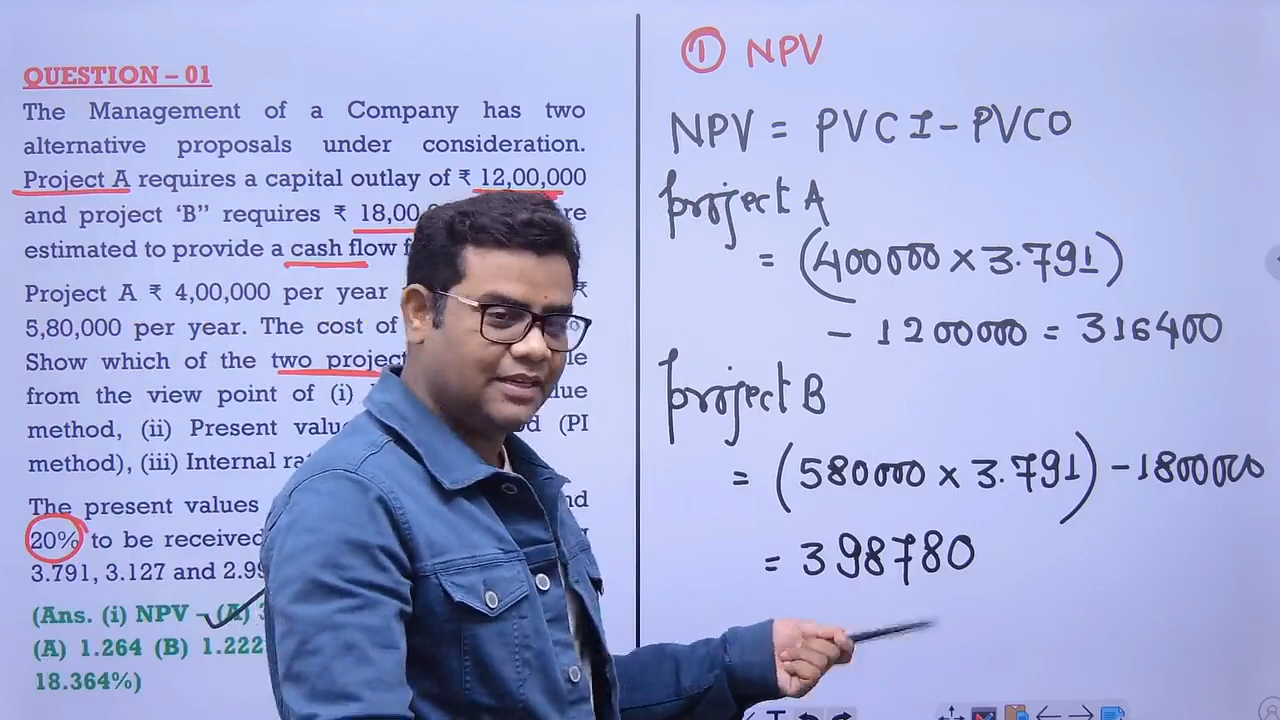 QUESTION – 01
The Management of a Company has two
alternative proposals under consideration.
Project A requires a capital outlay of ₹ 12,00,000
and project ‘B” requires ₹ 18,00
estimated to provide a cash flow
Project A ₹ 4,00,000 per year ₹
5,80,000 per year. The cost of
Show which of the two project
from the view point of (i)
method, (ii) Present (PI
method), (iii) Internal
The present values
20% to be received
3.791, 3.127 and
(Ans. (i) NPV – (A)
(A) 1.264 (B) 1.222
18.364%)
① NPV
NPV = PVCI - PVCO
project A
= (400000 × 3.791)
- 1200000 = 316400
project B
= (580000 × 3.791) - 1800000
= 398780